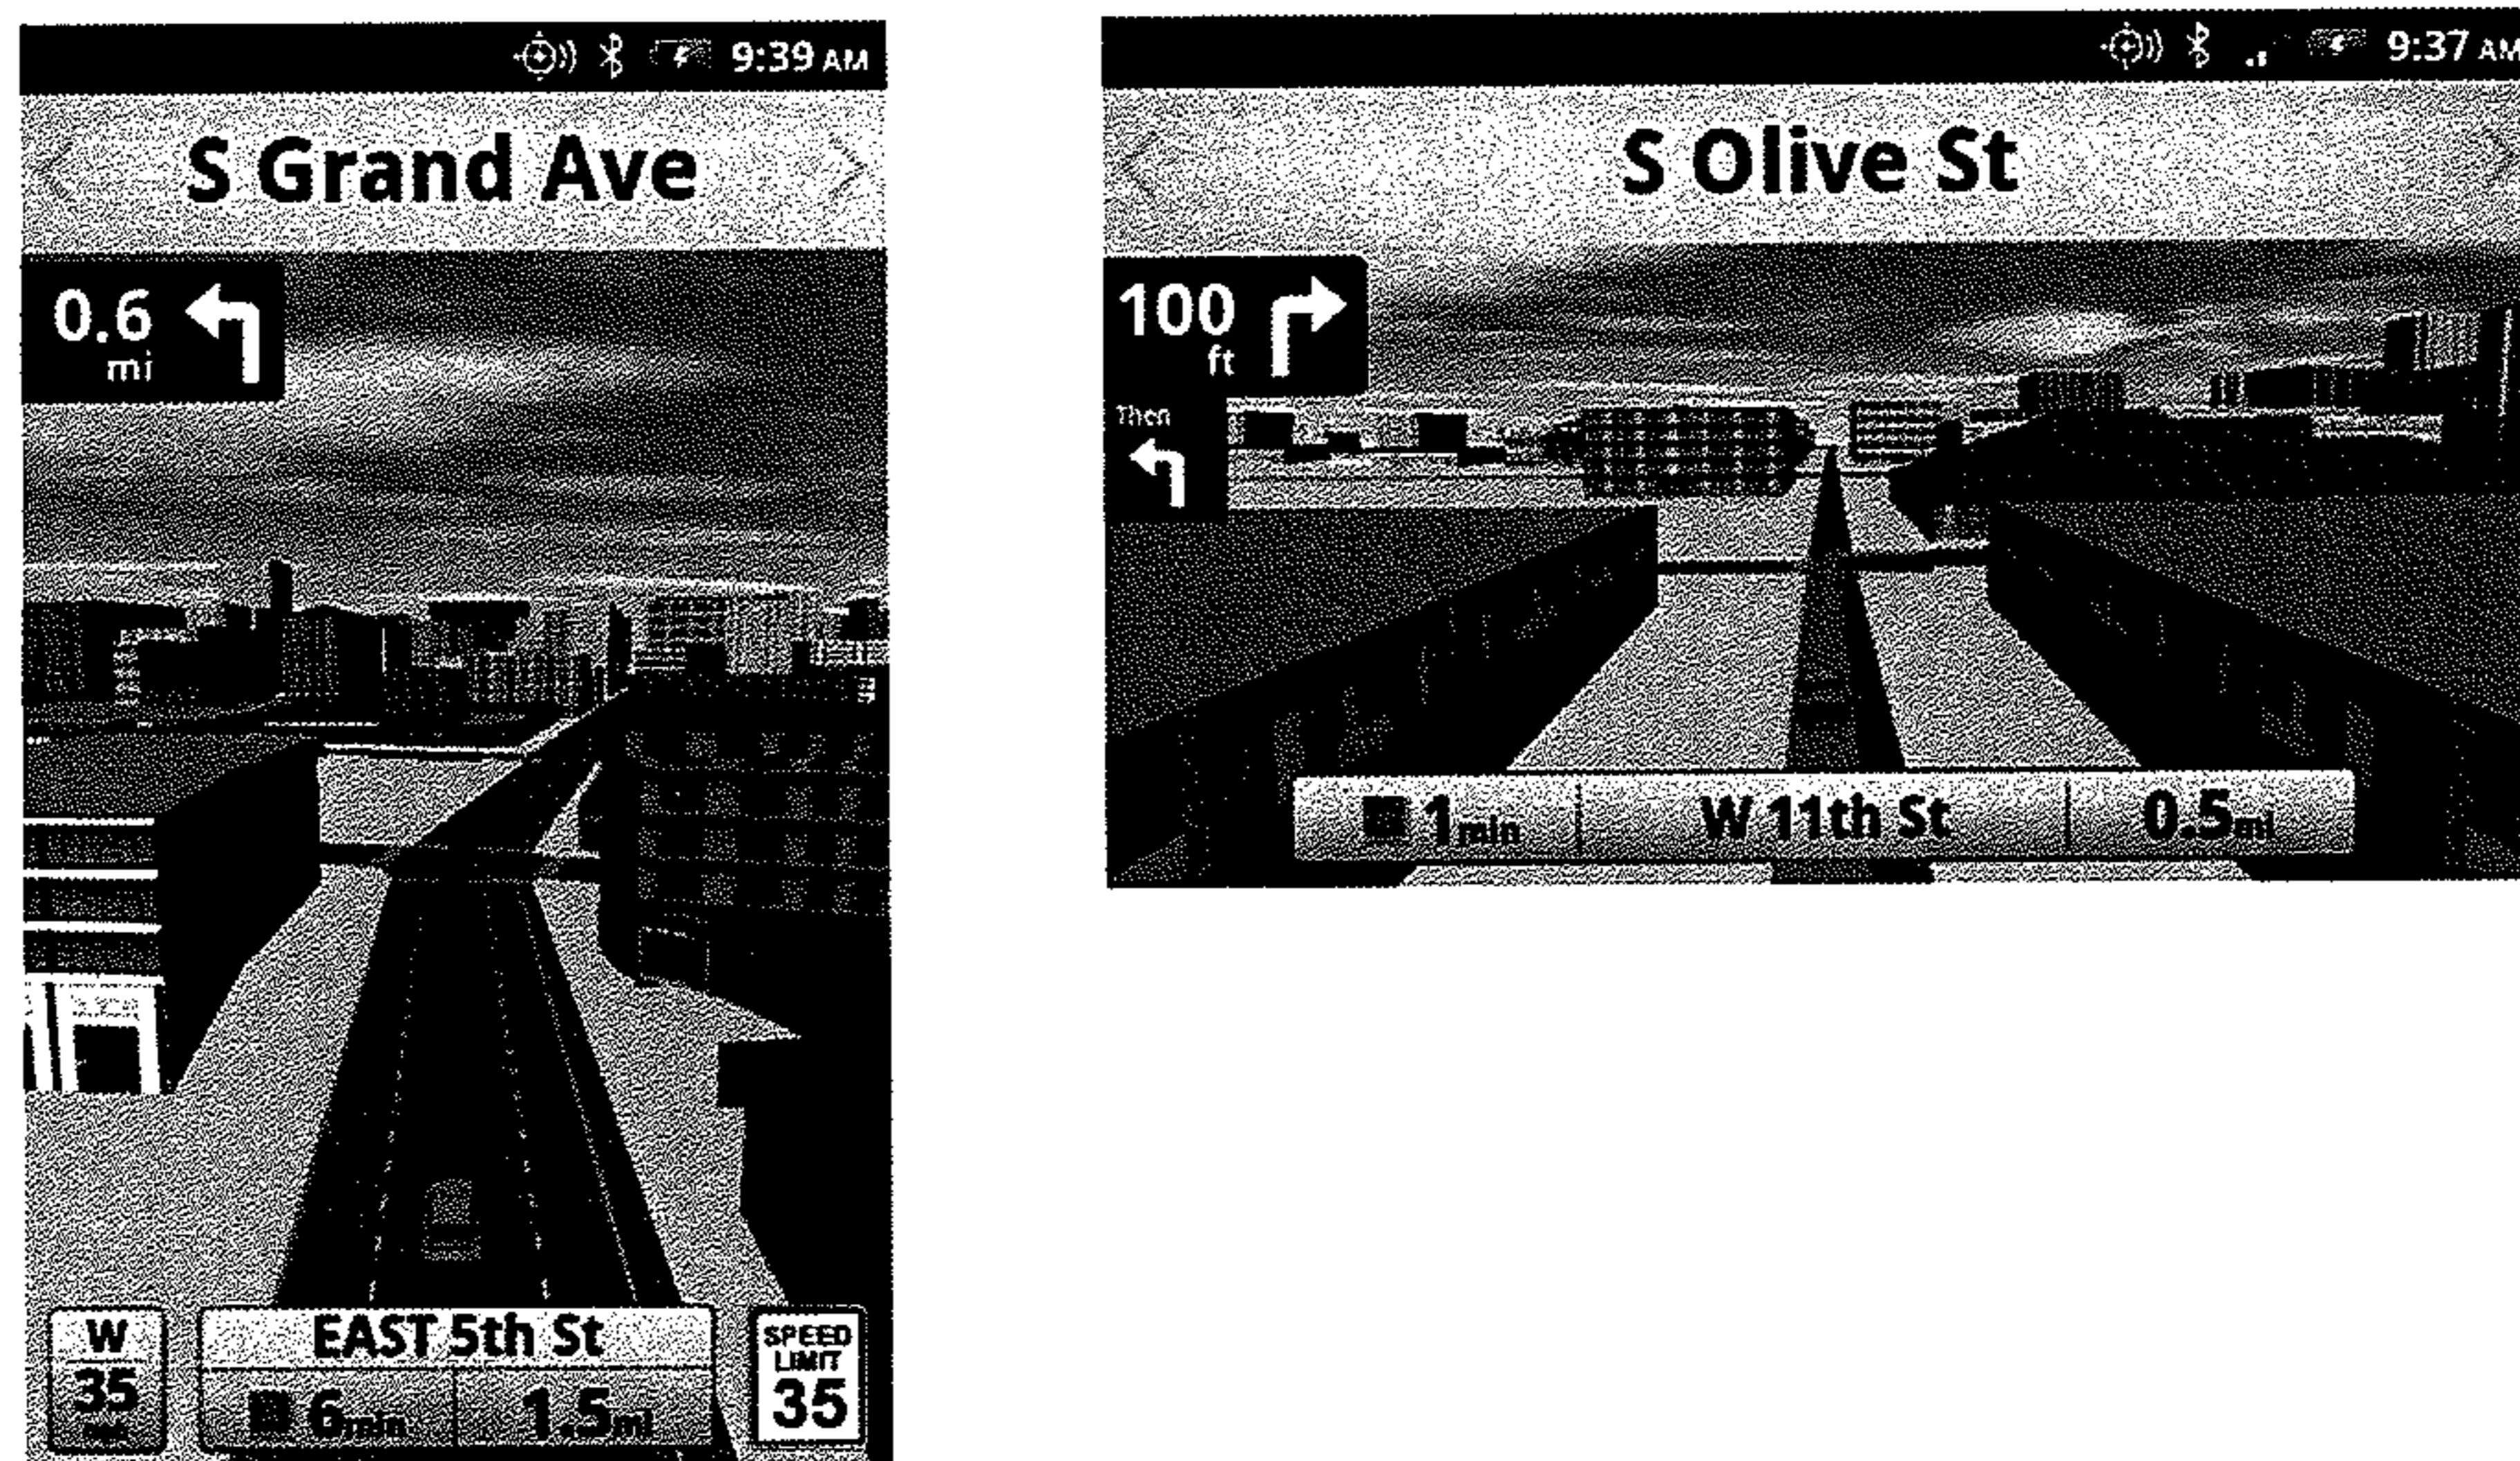 9:39 AM
S Grand Ave
0.6
mi
W
35
EAST 5th St
6min
1.5mi
SPEED
LIMIT
35
9:37 AM
S Olive St
100
ft
Then
1min
W 11th St
0.5mi